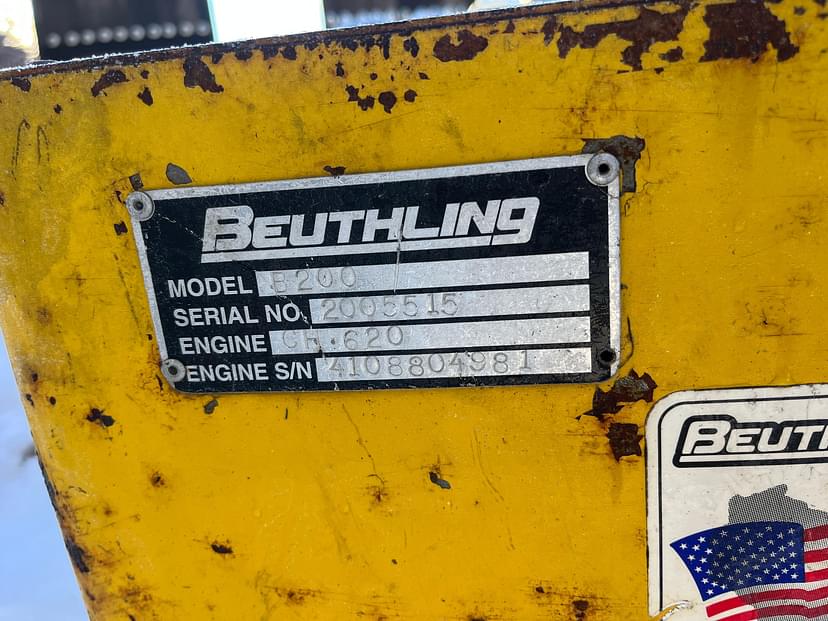 BEUTHLING
MODEL B200
SERIAL NO. 2005515
ENGINE CH.620
ENGINE S/N 4108804981
BEUTH